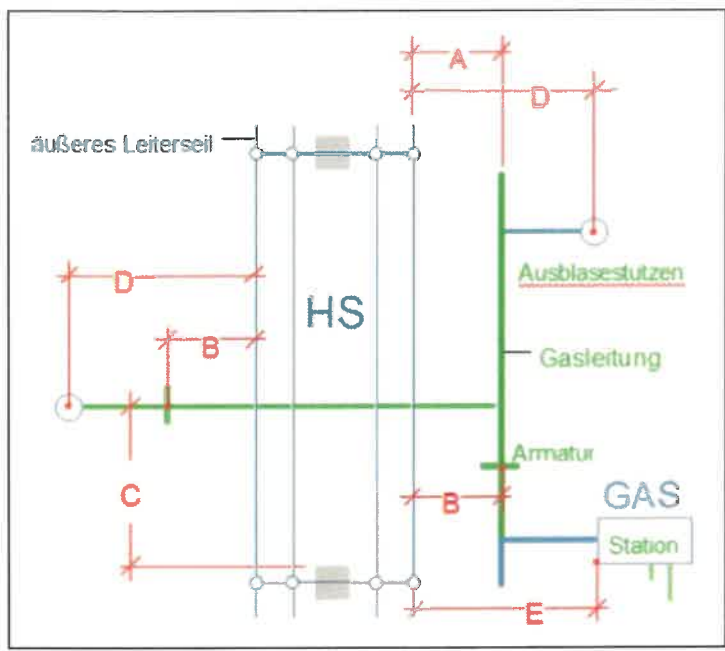 A
D
äußeres Leiterseil
D
HS
Ausblasestutzen
B
Gasleitung
C
Armatur
B
GAS
Station
E